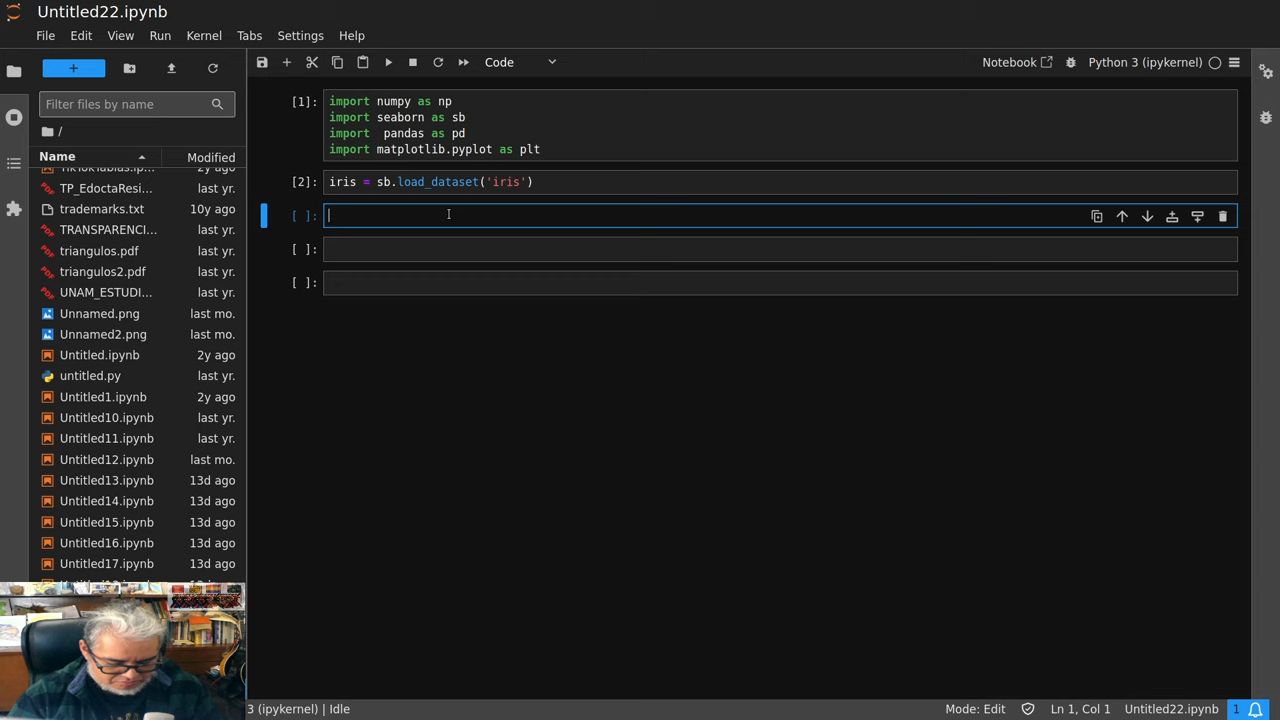 Untitled22.ipynb
File Edit View Run Kernel Tabs Settings Help
Code
Notebook
Python 3 (ipykernel)
Filter files by name
/
Name Modified
TP_EdoctaResi... last yr.
trademarks.txt 10y ago
TRANSPARENCI... last yr.
triangulos.pdf last yr.
triangulos2.pdf last yr.
UNAM_ESTUDI... last yr.
Unnamed.png last mo.
Unnamed2.png last mo.
Untitled.ipynb 2y ago
untitled.py last yr.
Untitled1.ipynb 2y ago
Untitled10.ipynb last yr.
Untitled11.ipynb last yr.
Untitled12.ipynb last mo.
Untitled13.ipynb 13d ago
Untitled14.ipynb 13d ago
Untitled15.ipynb 13d ago
Untitled16.ipynb 13d ago
Untitled17.ipynb 13d ago
[1]: import numpy as np
import seaborn as sb
import  pandas as pd
import matplotlib.pyplot as plt
[2]: iris = sb.load_dataset('iris')
[ ]:
[ ]:
[ ]:
3 (ipykernel) | Idle
Mode: Edit
Ln 1, Col 1
Untitled22.ipynb
1